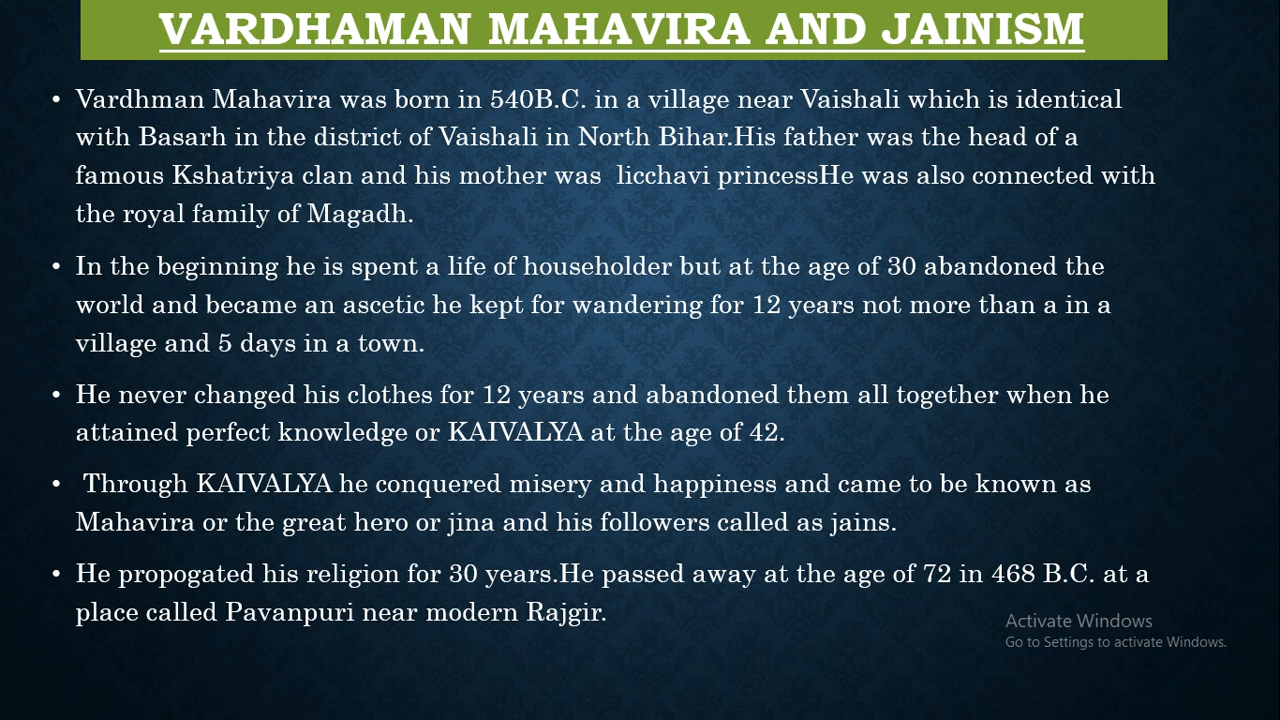 VARDHAMAN MAHAVIRA AND JAINISM
• Vardhman Mahavira was born in 540B.C. in a village near Vaishali which is identical
with Basarh in the district of Vaishali in North Bihar.His father was the head of a
famous Kshatriya clan and his mother was  licchavi princessHe was also connected with
the royal family of Magadh.
• In the beginning he is spent a life of householder but at the age of 30 abandoned the
world and became an ascetic he kept for wandering for 12 years not more than a in a
village and 5 days in a town.
• He never changed his clothes for 12 years and abandoned them all together when he
attained perfect knowledge or KAIVALYA at the age of 42.
• Through KAIVALYA he conquered misery and happiness and came to be known as
Mahavira or the great hero or jina and his followers called as jains.
• He propogated his religion for 30 years.He passed away at the age of 72 in 468 B.C. at a
place called Pavanpuri near modern Rajgir.
Activate Windows
Go to Settings to activate Windows.